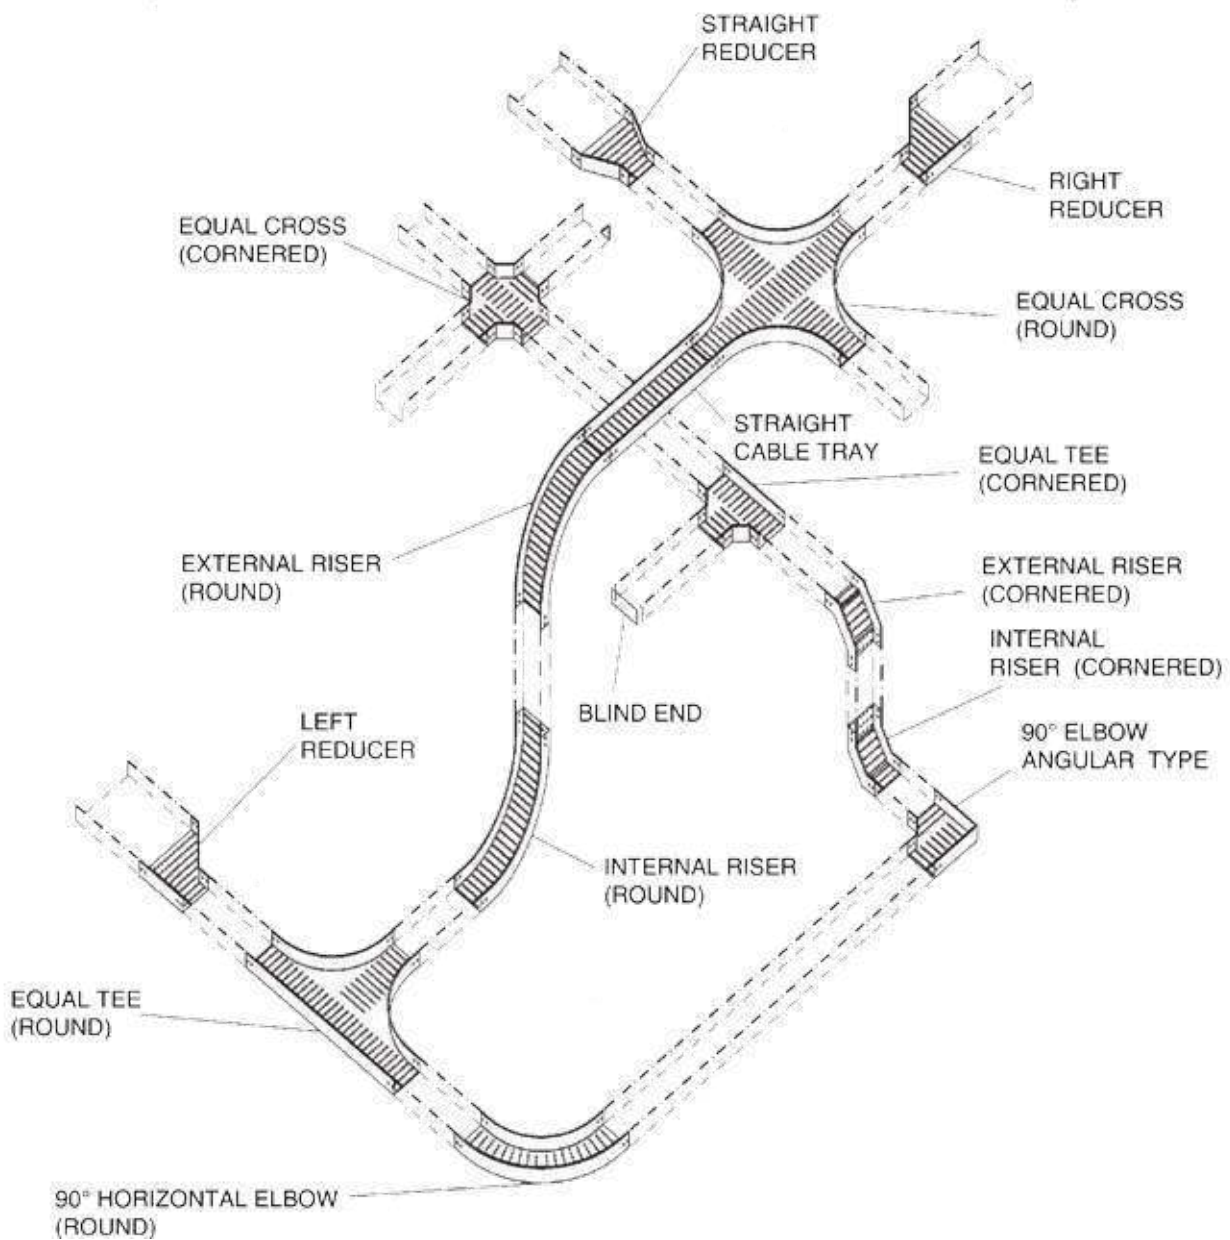 STRAIGHT
REDUCER
RIGHT
REDUCER
EQUAL CROSS
(CORNERED)
EQUAL CROSS
(ROUND)
STRAIGHT
CABLE TRAY
EQUAL TEE
(CORNERED)
EXTERNAL RISER
(ROUND)
EXTERNAL RISER
(CORNERED)
INTERNAL
RISER (CORNERED)
BLIND END
LEFT
REDUCER
90° ELBOW
ANGULAR TYPE
INTERNAL RISER
(ROUND)
EQUAL TEE
(ROUND)
90° HORIZONTAL ELBOW
(ROUND)